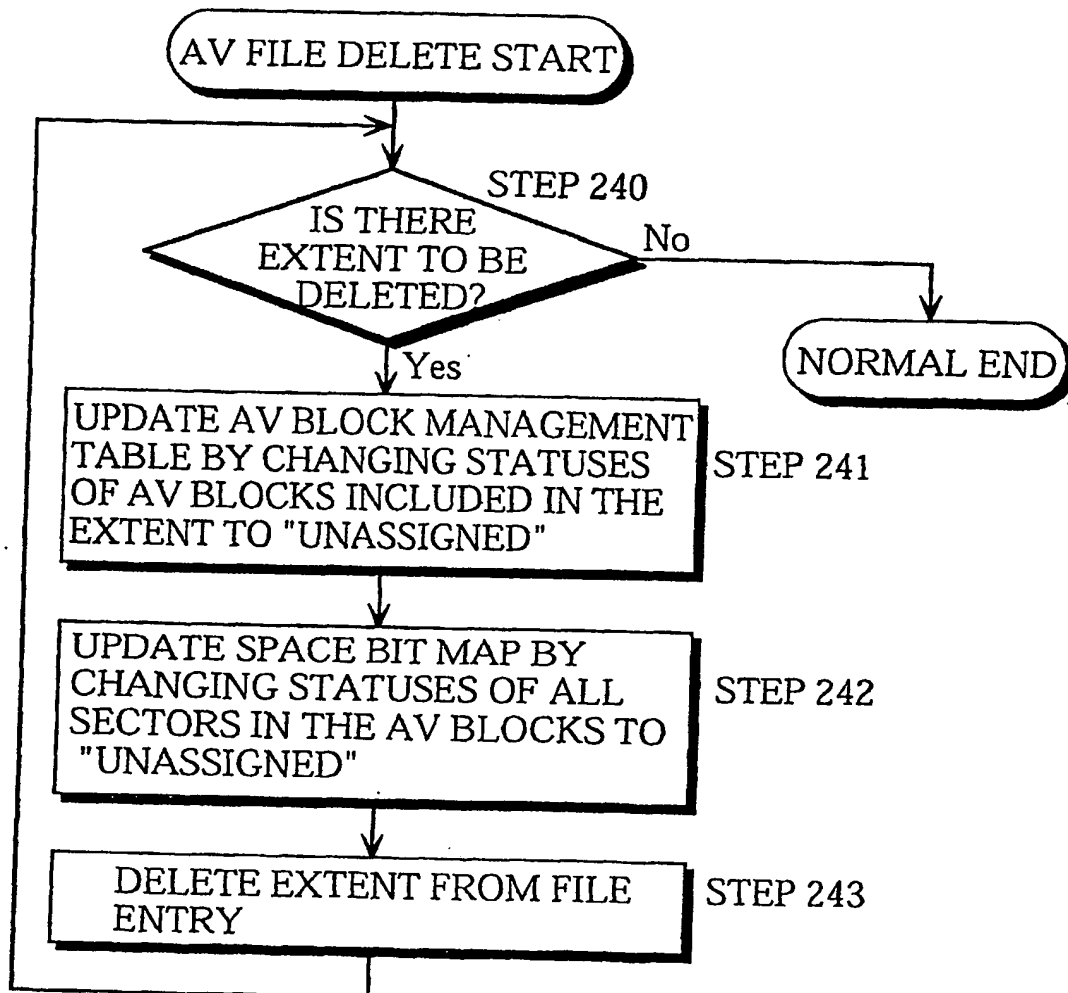 AV FILE DELETE START
STEP 240
IS THERE
EXTENT TO BE
DELETED?
No
NORMAL END
Yes
UPDATE AV BLOCK MANAGEMENT
TABLE BY CHANGING STATUSES
OF AV BLOCKS INCLUDED IN THE
EXTENT TO "UNASSIGNED"
STEP 241
UPDATE SPACE BIT MAP BY
CHANGING STATUSES OF ALL
SECTORS IN THE AV BLOCKS TO
"UNASSIGNED"
STEP 242
DELETE EXTENT FROM FILE
ENTRY
STEP 243